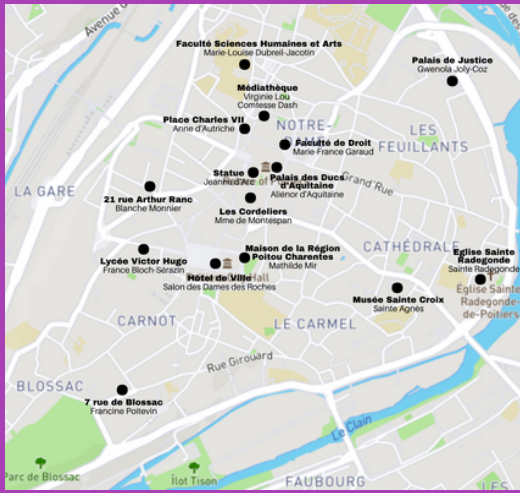 Avenue
Faculté Sciences Humaines et Arts
Marie-Louise Dubreil-Jacotin
Palais de Justice
Gwenola Joly-Coz
Médiathèque
Virginie Lou
Comtesse Dash
Place Charles VII
Anne d'Autriche
NOTRE-
Faculté de Droit
Marie-France Garaud
LES
FEUILLANTS
Statue
Jeanne d'Arc
Palais des Ducs
d'Aquitaine
Aliénor d'Aquitaine
Grand'Rue
LA GARE
21 rue Arthur Ranc
Blanche Monnier
Les Cordeliers
Mme de Montespan
CATHÉDRALE
Lycée Victor Hugo
France Bloch-Sérazin
Maison de la Région
Poitou Charentes
Mathilde Mir
Eglise Sainte
Radegonde
Sainte Radegonde
Hôtel de Ville
Hall
Salon des Dames des Roches
Musée Sainte Croix
Sainte Agnès
Église Sainte
Radegonde-
de-Poitiers
CARNOT
LE CARMEL
Rue Girouard
BLOSSAC
7 rue de Blossac
Francine Poitevin
Le Clain
Parc de Blossac
Îlot Tison
FAUBOURG
LES